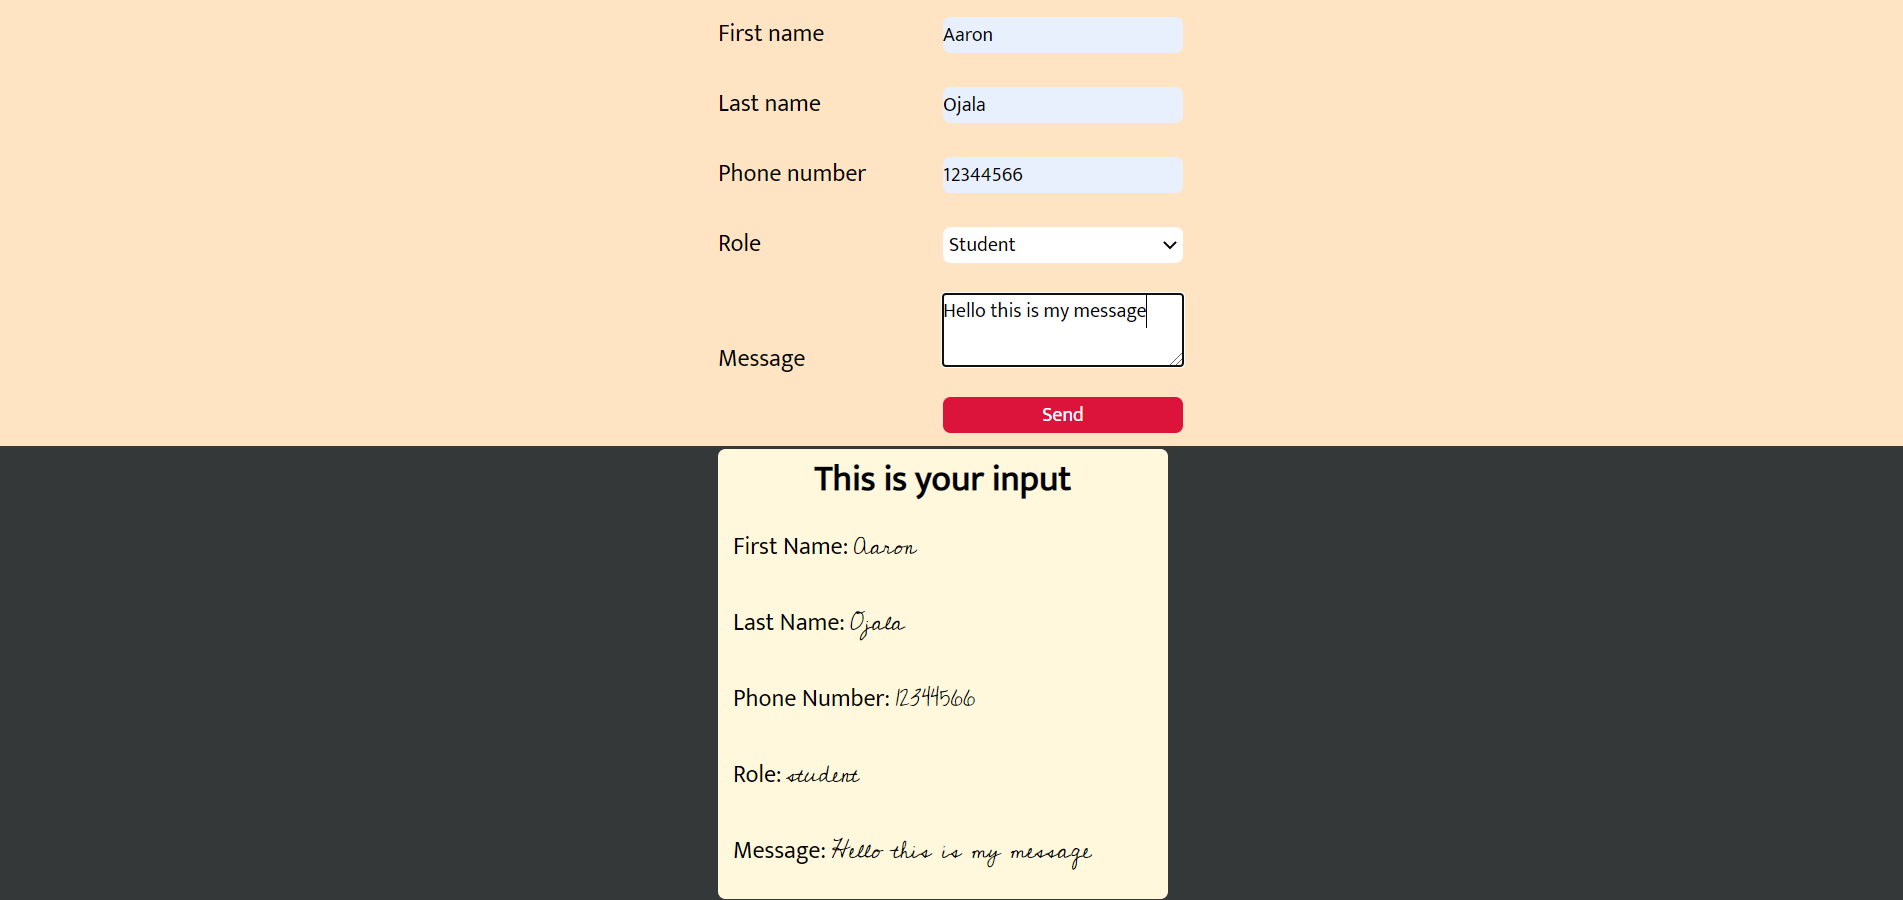 First name Aaron
Last name Ojala
Phone number 12344566
Role Student
Hello this is my message
Message
Send
This is your input
First Name: Aaron
Last Name: Ojala
Phone Number: 12344566
Role: student
Message: Hello this is my message